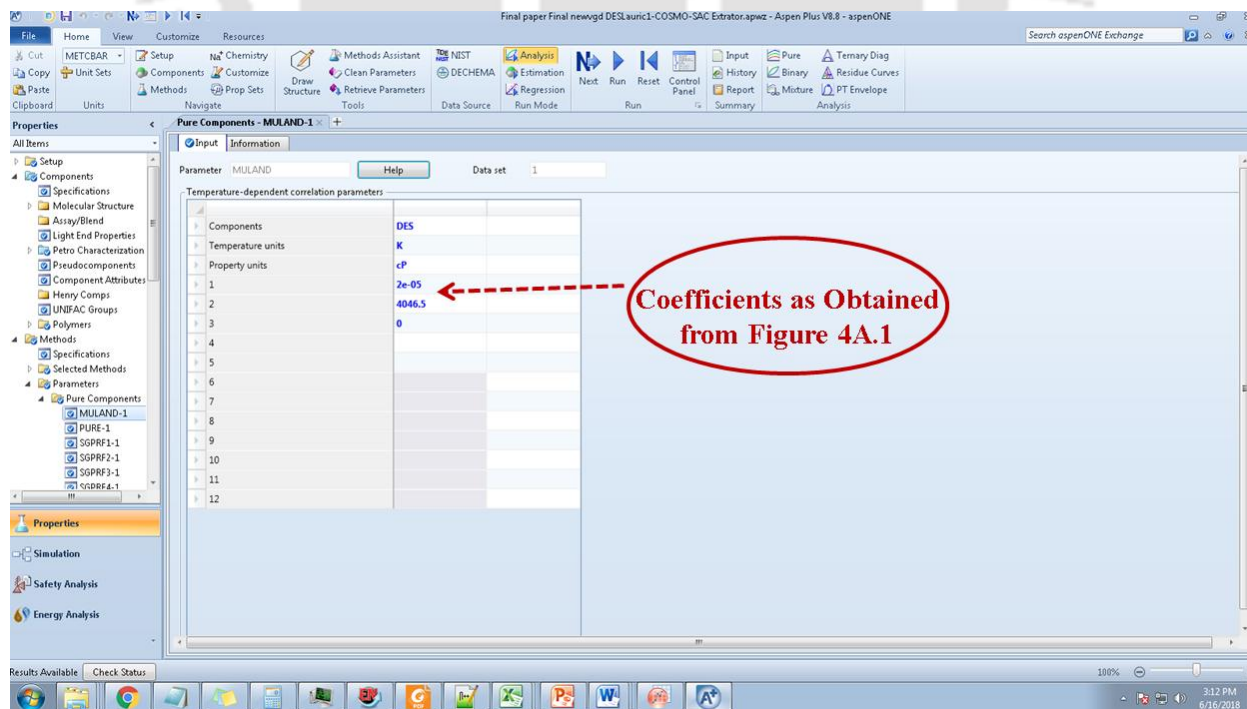 Final paper Final newvgd DESLauric1-COSMO-SAC Extrator.apwz - Aspen Plus V8.8 - aspenONE
File Home View Customize Resources
Search aspenONE Exchange
Cut METCBAR Setup Na+ Chemistry Methods Assistant NIST Analysis Input Pure Ternary Diag
Copy Unit Sets Components Customize Draw Structure Clean Parameters DECHEMA Estimation Next Run Reset Control Panel History Binary Residue Curves
Paste Methods Prop Sets Retrieve Parameters Regression Report Mixture PT Envelope
Clipboard Units Navigate Tools Data Source Run Mode Run Summary Analysis
Properties
Pure Components - MULAND-1
All Items
Input Information
Setup
Components
Specifications
Molecular Structure
Assay/Blend
Light End Properties
Petro Characterization
Pseudocomponents
Component Attributes
Henry Comps
UNIFAC Groups
Polymers
Methods
Specifications
Selected Methods
Parameters
Pure Components
MULAND-1
PURE-1
SGPRF1-1
SGPRF2-1
SGPRF3-1
SGPRF4-1
Properties
Simulation
Safety Analysis
Energy Analysis
Parameter MULAND Help Data set 1
Temperature-dependent correlation parameters
Components DES
Temperature units K
Property units cP
1 2e-05
2 4046.5
3 0
4
5
6
7
8
9
10
11
12
Coefficients as Obtained
from Figure 4A.1
Results Available Check Status
100%
3:12 PM
6/16/2018